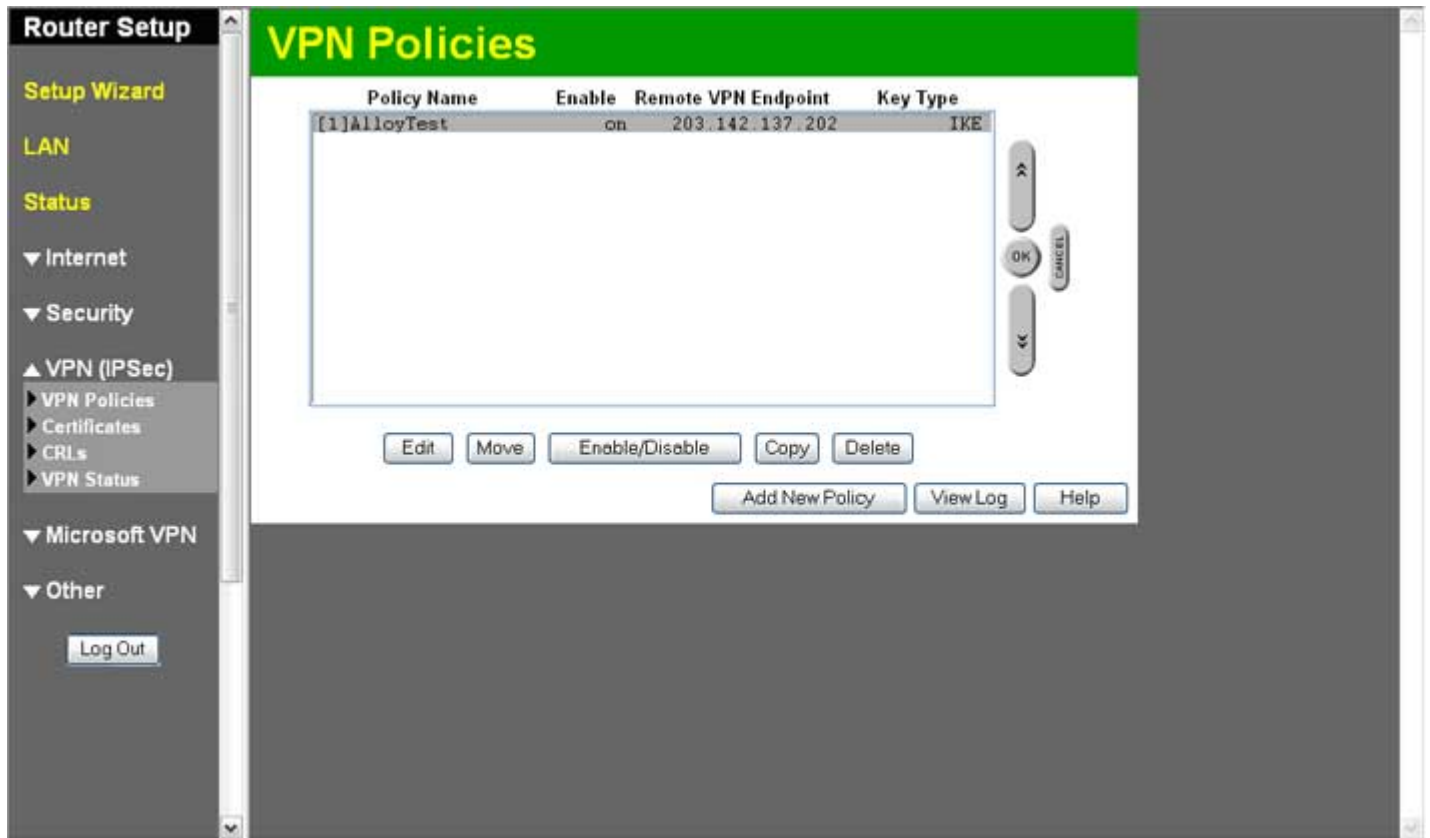 Router Setup
Setup Wizard
LAN
Status
Internet
Security
VPN (IPSec)
VPN Policies
Certificates
CRLs
VPN Status
Microsoft VPN
Other
Log Out
VPN Policies
Policy Name Enable Remote VPN Endpoint Key Type
[1]AlloyTest on 203.142.137.202 IKE
OK
CANCEL
Edit Move Enable/Disable Copy Delete
Add New Policy View Log Help